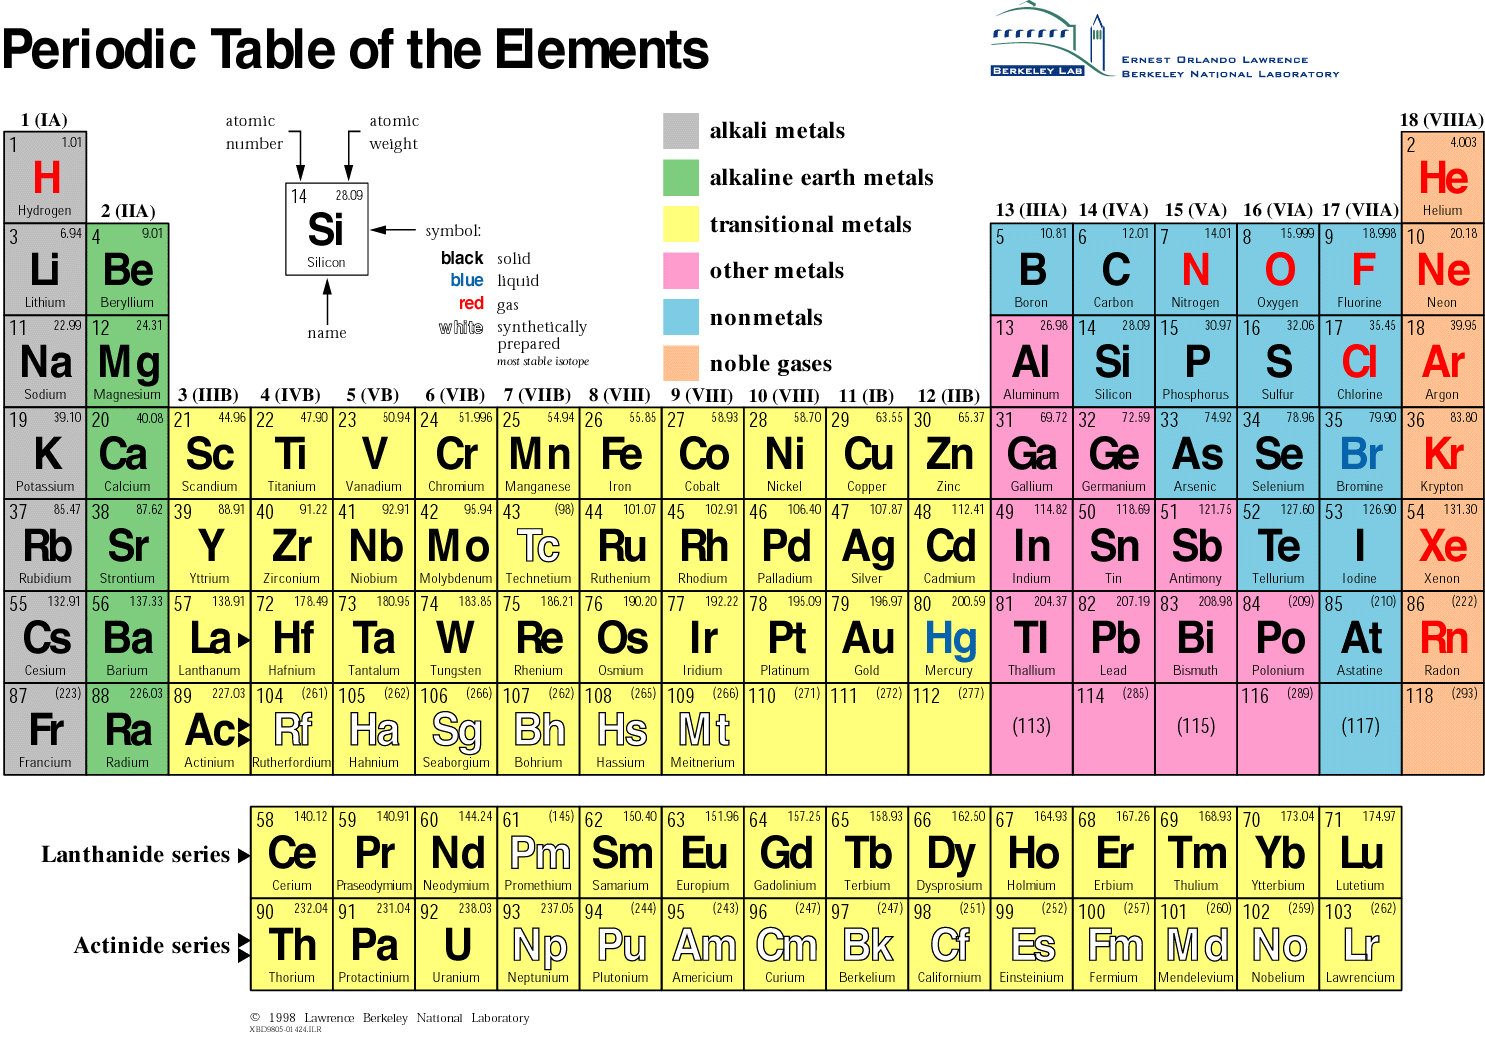 Periodic Table of the Elements
BERKELEY LAB
ERNEST ORLANDO LAWRENCE
BERKELEY NATIONAL LABORATORY
atomic number
atomic weight
14 28.09
Si
Silicon
name
symbol:
black solid
blue liquid
red gas
white synthetically prepared
most stable isotope
alkali metals
alkaline earth metals
transitional metals
other metals
nonmetals
noble gases
1 (IA) 18 (VIIIA)
1 1.01 2 4.003
H He
Hydrogen Helium
2 (IIA) 13 (IIIA) 14 (IVA) 15 (VA) 16 (VIA) 17 (VIIA)
3 6.94 4 9.01 5 10.81 6 12.01 7 14.01 8 15.999 9 18.998 10 20.18
Li Be B C N O F Ne
Lithium Beryllium Boron Carbon Nitrogen Oxygen Fluorine Neon
11 22.99 12 24.31 13 26.98 14 28.09 15 30.97 16 32.06 17 35.45 18 39.95
Na Mg Al Si P S Cl Ar
Sodium Magnesium Aluminum Silicon Phosphorus Sulfur Chlorine Argon
3 (IIIB) 4 (IVB) 5 (VB) 6 (VIB) 7 (VIIB) 8 (VIII) 9 (VIII) 10 (VIII) 11 (IB) 12 (IIB)
19 39.10 20 40.08 21 44.96 22 47.90 23 50.94 24 51.996 25 54.94 26 55.85 27 58.93 28 58.70 29 63.55 30 65.37 31 69.72 32 72.59 33 74.92 34 78.96 35 79.90 36 83.80
K Ca Sc Ti V Cr Mn Fe Co Ni Cu Zn Ga Ge As Se Br Kr
Potassium Calcium Scandium Titanium Vanadium Chromium Manganese Iron Cobalt Nickel Copper Zinc Gallium Germanium Arsenic Selenium Bromine Krypton
37 85.47 38 87.62 39 88.91 40 91.22 41 92.91 42 95.94 43 (98) 44 101.07 45 102.91 46 106.40 47 107.87 48 112.41 49 114.82 50 118.69 51 121.75 52 127.60 53 126.90 54 131.30
Rb Sr Y Zr Nb Mo Tc Ru Rh Pd Ag Cd In Sn Sb Te I Xe
Rubidium Strontium Yttrium Zirconium Niobium Molybdenum Technetium Ruthenium Rhodium Palladium Silver Cadmium Indium Tin Antimony Tellurium Iodine Xenon
55 132.91 56 137.33 57 138.91 72 178.49 73 180.95 74 183.85 75 186.21 76 190.20 77 192.22 78 195.09 79 196.97 80 200.59 81 204.37 82 207.19 83 208.98 84 (209) 85 (210) 86 (222)
Cs Ba La Hf Ta W Re Os Ir Pt Au Hg Tl Pb Bi Po At Rn
Cesium Barium Lanthanum Hafnium Tantalum Tungsten Rhenium Osmium Iridium Platinum Gold Mercury Thallium Lead Bismuth Polonium Astatine Radon
87 (223) 88 226.03 89 227.03 104 (261) 105 (262) 106 (266) 107 (262) 108 (265) 109 (266) 110 (271) 111 (272) 112 (277) 114 (285) 116 (289) 118 (293)
Fr Ra Ac Rf Ha Sg Bh Hs Mt (113) (115) (117)
Francium Radium Actinium Rutherfordium Hahnium Seaborgium Bohrium Hassium Meitnerium
58 140.12 59 140.91 60 144.24 61 (145) 62 150.40 63 151.96 64 157.25 65 158.93 66 162.50 67 164.93 68 167.26 69 168.93 70 173.04 71 174.97
Lanthanide series Ce Pr Nd Pm Sm Eu Gd Tb Dy Ho Er Tm Yb Lu
Cerium Praseodymium Neodymium Promethium Samarium Europium Gadolinium Terbium Dysprosium Holmium Erbium Thulium Ytterbium Lutetium
90 232.04 91 231.04 92 238.03 93 237.05 94 (244) 95 (243) 96 (247) 97 (247) 98 (251) 99 (252) 100 (257) 101 (260) 102 (259) 103 (262)
Actinide series Th Pa U Np Pu Am Cm Bk Cf Es Fm Md No Lr
Thorium Protactinium Uranium Neptunium Plutonium Americium Curium Berkelium Californium Einsteinium Fermium Mendelevium Nobelium Lawrencium
© 1998 Lawrence Berkeley National Laboratory
XBD9805-01424.ILR